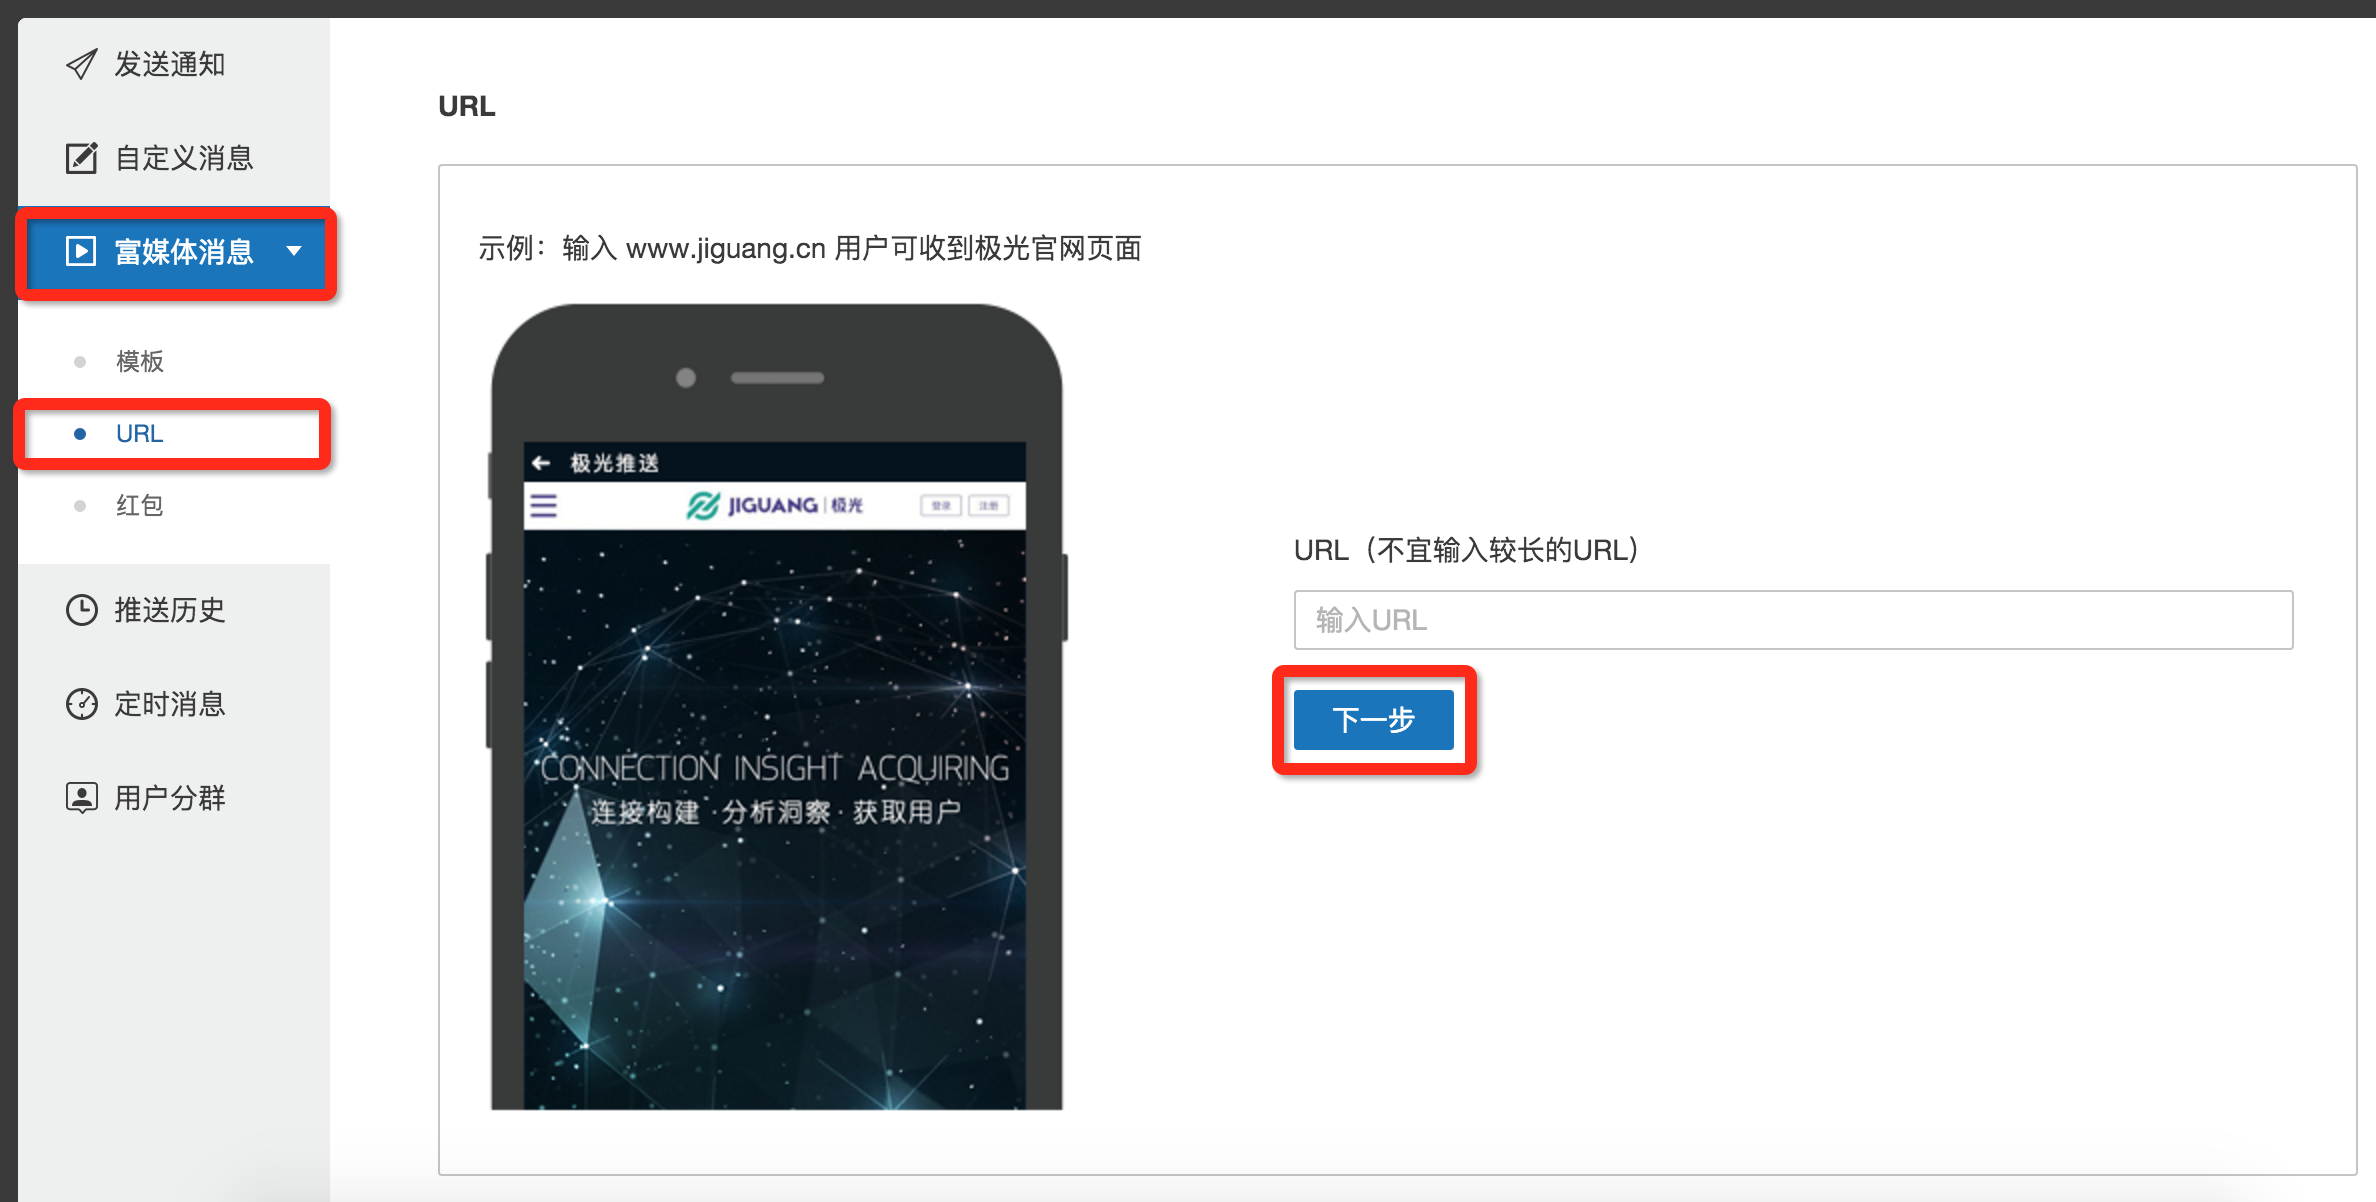 发送通知
自定义消息
富媒体消息
模板
URL
红包
推送历史
定时消息
用户分群
URL
示例：输入 www.jiguang.cn 用户可收到极光官网页面
极光推送
JIGUANG | 极光
登录 注册
CONNECTION INSIGHT ACQUIRING
连接构建 · 分析洞察 · 获取用户
URL（不宜输入较长的URL）
输入URL
下一步